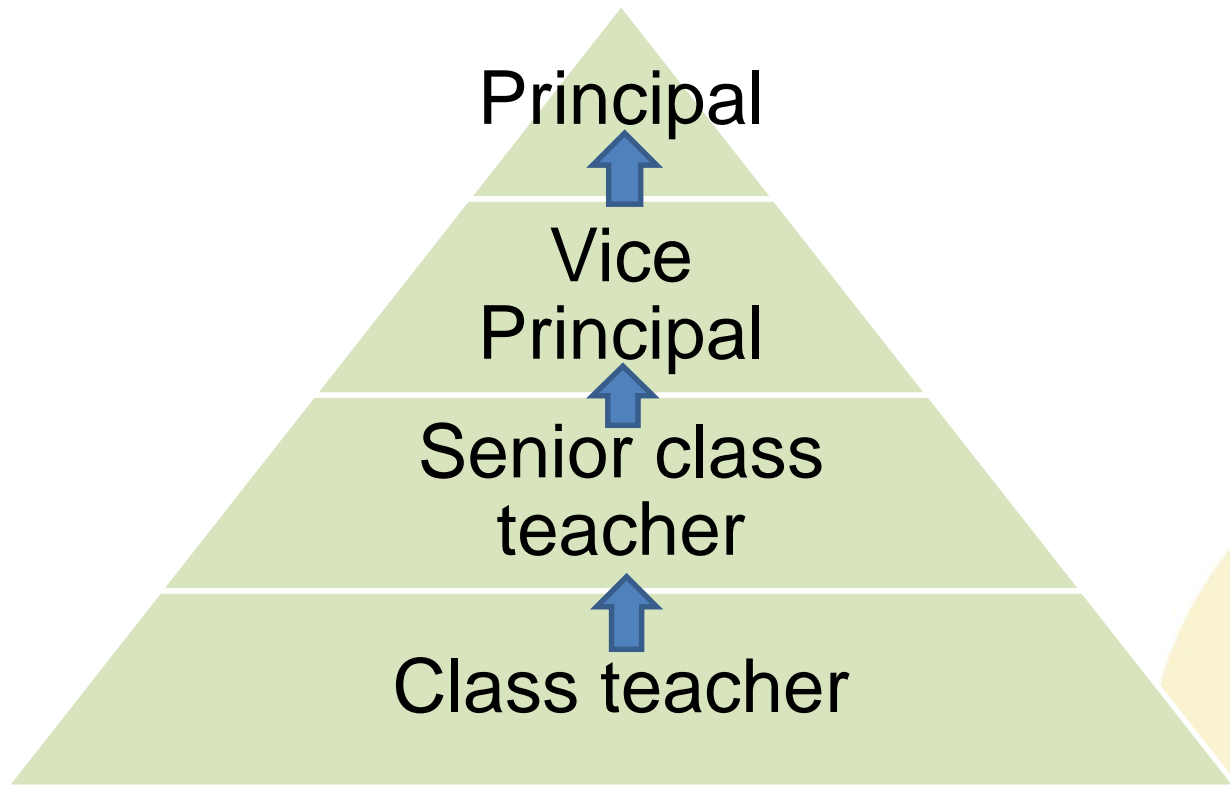 Principal
Vice
Principal
Senior class
teacher
Class teacher